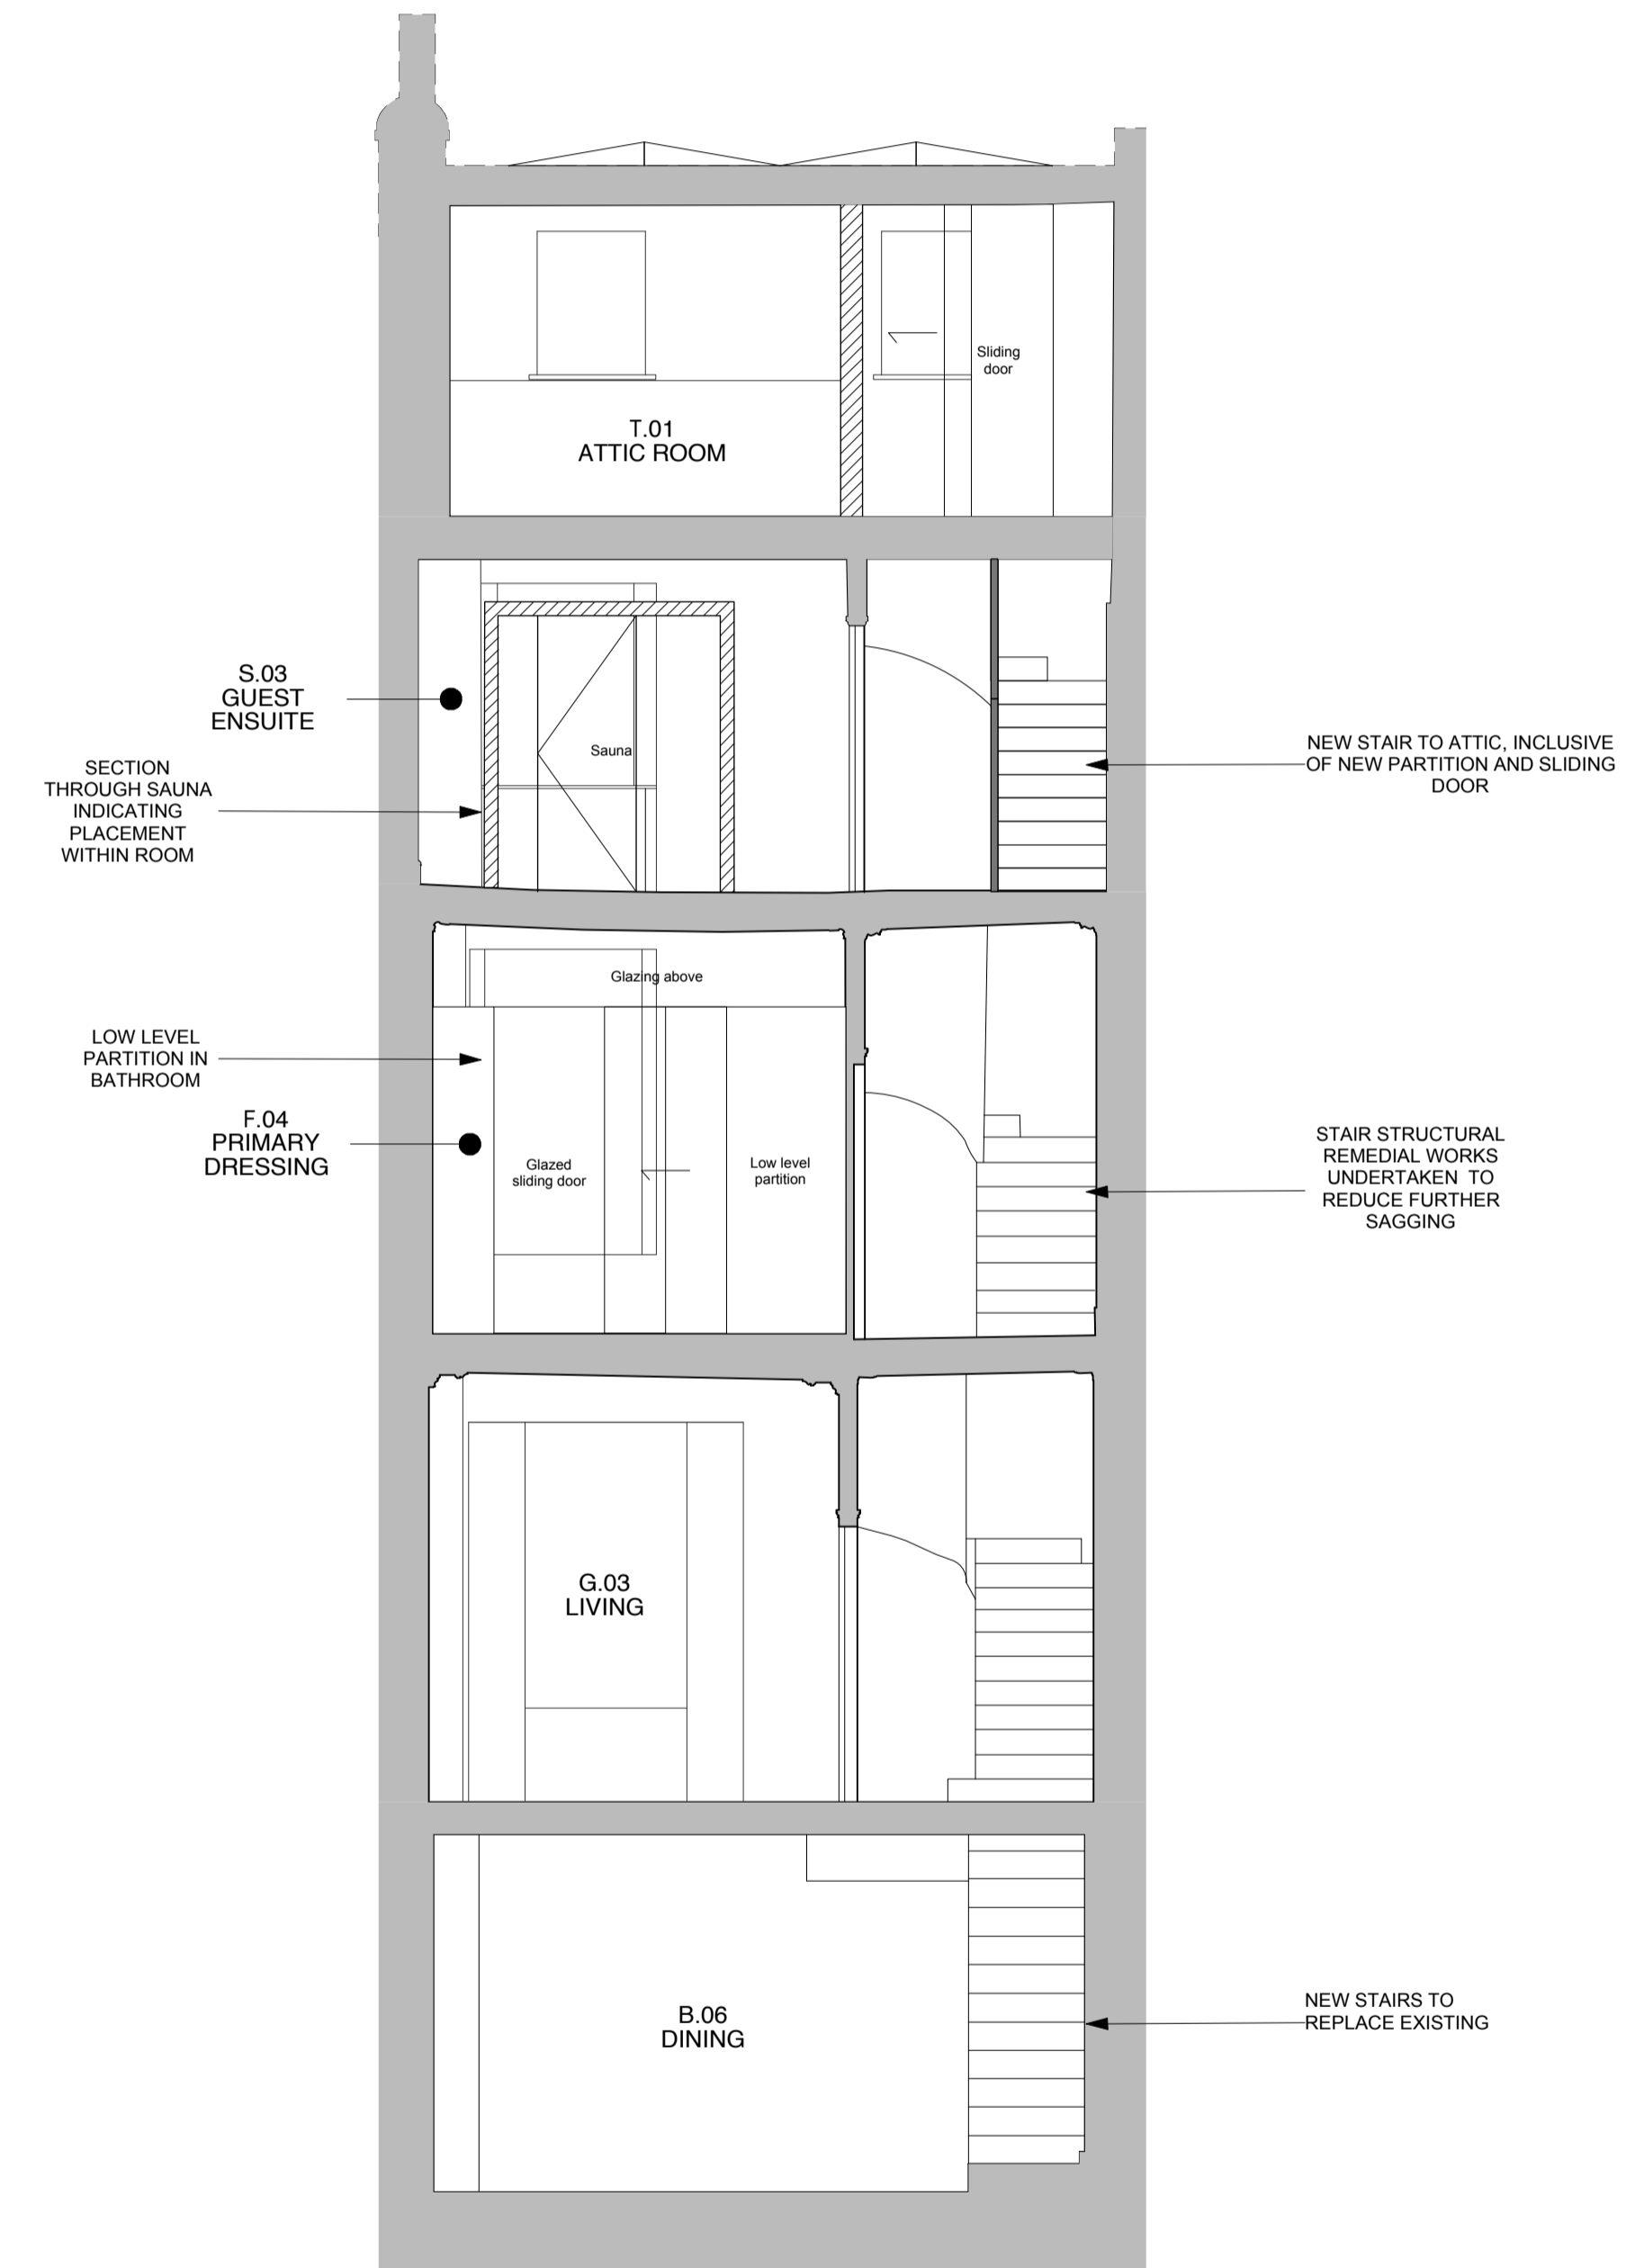 Sliding
door
T.01
ATTIC ROOM
S.03
GUEST
ENSUITE
Sauna
NEW STAIR TO ATTIC, INCLUSIVE
OF NEW PARTITION AND SLIDING
DOOR
SECTION
THROUGH SAUNA
INDICATING
PLACEMENT
WITHIN ROOM
Glazing above
LOW LEVEL
PARTITION IN
BATHROOM
F.04
PRIMARY
DRESSING
Glazed
sliding door
Low level
partition
STAIR STRUCTURAL
REMEDIAL WORKS
UNDERTAKEN TO
REDUCE FURTHER
SAGGING
G.03
LIVING
B.06
DINING
NEW STAIRS TO
REPLACE EXISTING